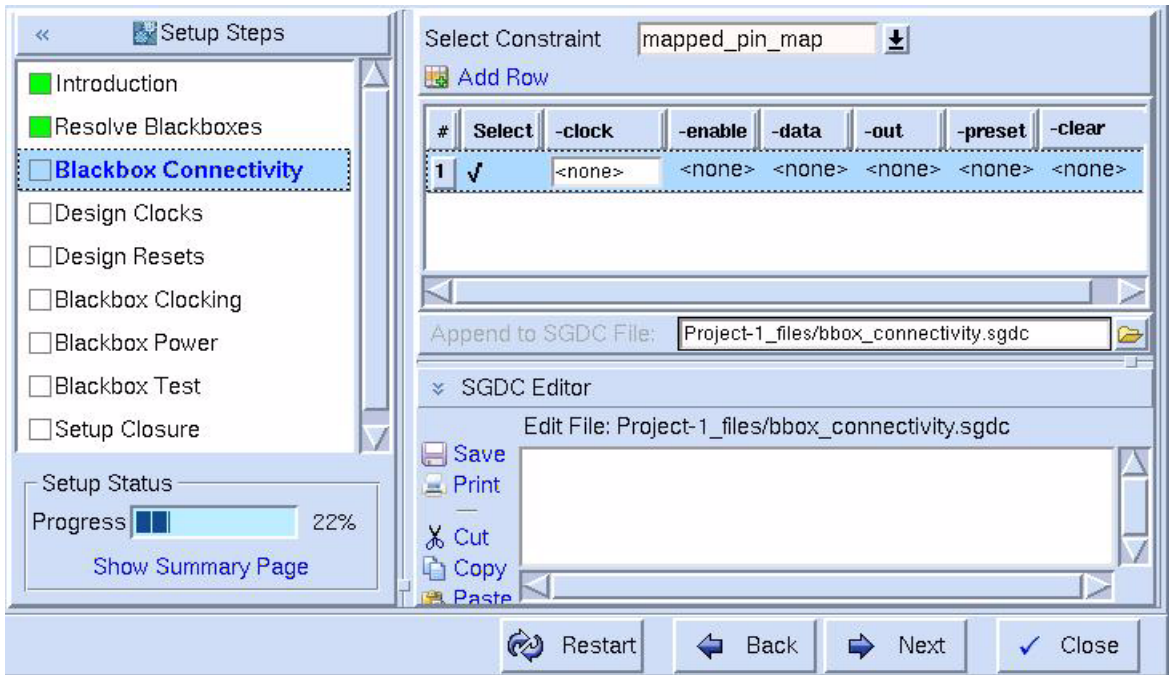 «
Setup Steps
Introduction
Resolve Blackboxes
Blackbox Connectivity
Design Clocks
Design Resets
Blackbox Clocking
Blackbox Power
Blackbox Test
Setup Closure
Setup Status
Progress 22%
Show Summary Page
Select Constraint mapped_pin_map
Add Row
# Select -clock -enable -data -out -preset -clear
1 √ <none> <none> <none> <none> <none> <none>
Append to SGDC File: Project-1_files/bbox_connectivity.sgdc
SGDC Editor
Edit File: Project-1_files/bbox_connectivity.sgdc
Save
Print
Cut
Copy
Paste
Restart Back Next ✓ Close